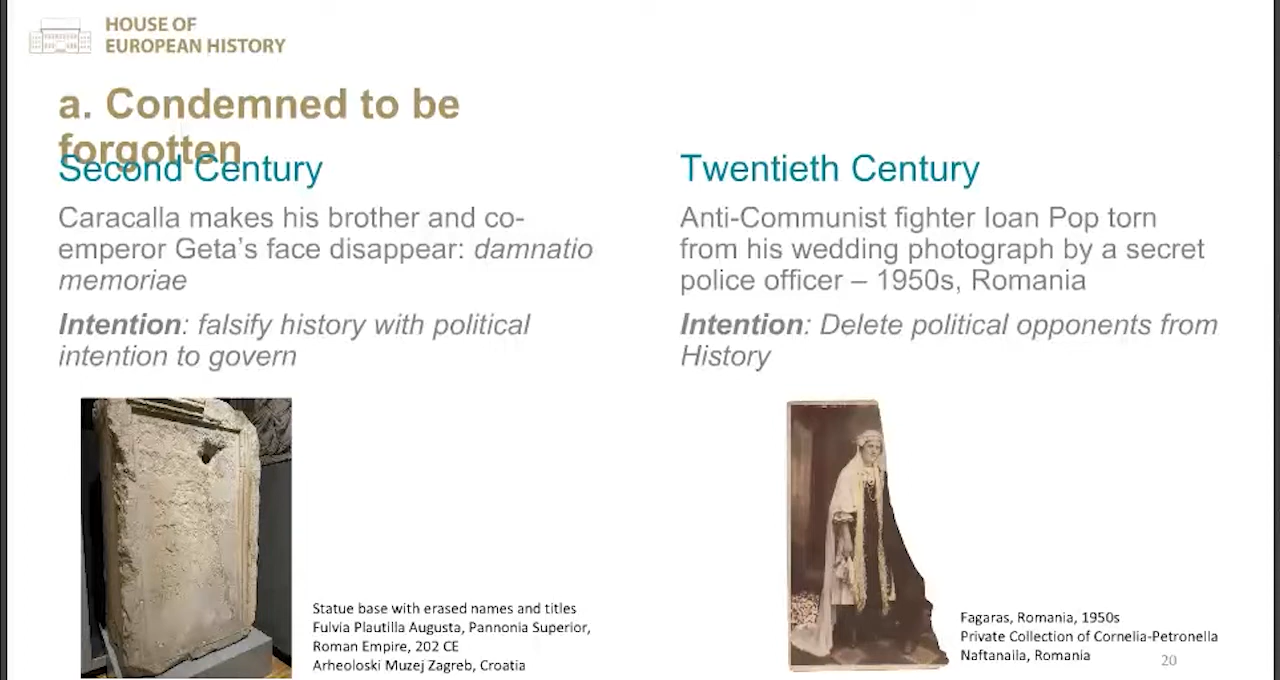 HOUSE OF
EUROPEAN HISTORY
a. Condemned to be
forgotten
Second Century
Caracalla makes his brother and co-
emperor Geta’s face disappear: damnatio
memoriae
Intention: falsify history with political
intention to govern
Statue base with erased names and titles
Fulvia Plautilla Augusta, Pannonia Superior,
Roman Empire, 202 CE
Arheoloski Muzej Zagreb, Croatia
Twentieth Century
Anti-Communist fighter Ioan Pop torn
from his wedding photograph by a secret
police officer – 1950s, Romania
Intention: Delete political opponents from
History
Fagaras, Romania, 1950s
Private Collection of Cornelia-Petronella
Naftanaila, Romania
20